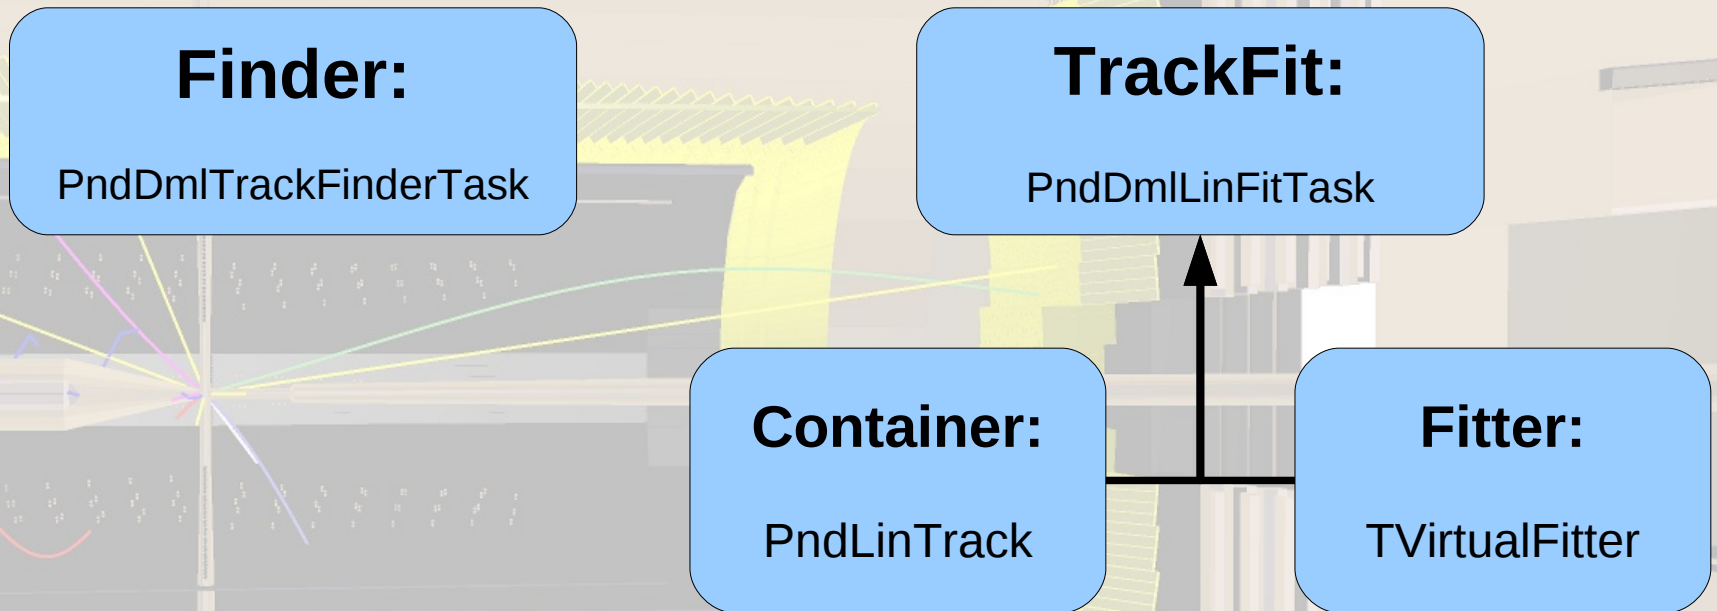 Finder:
PndDmlTrackFinderTask
TrackFit:
PndDmlLinFitTask
Container:
PndLinTrack
Fitter:
TVirtualFitter